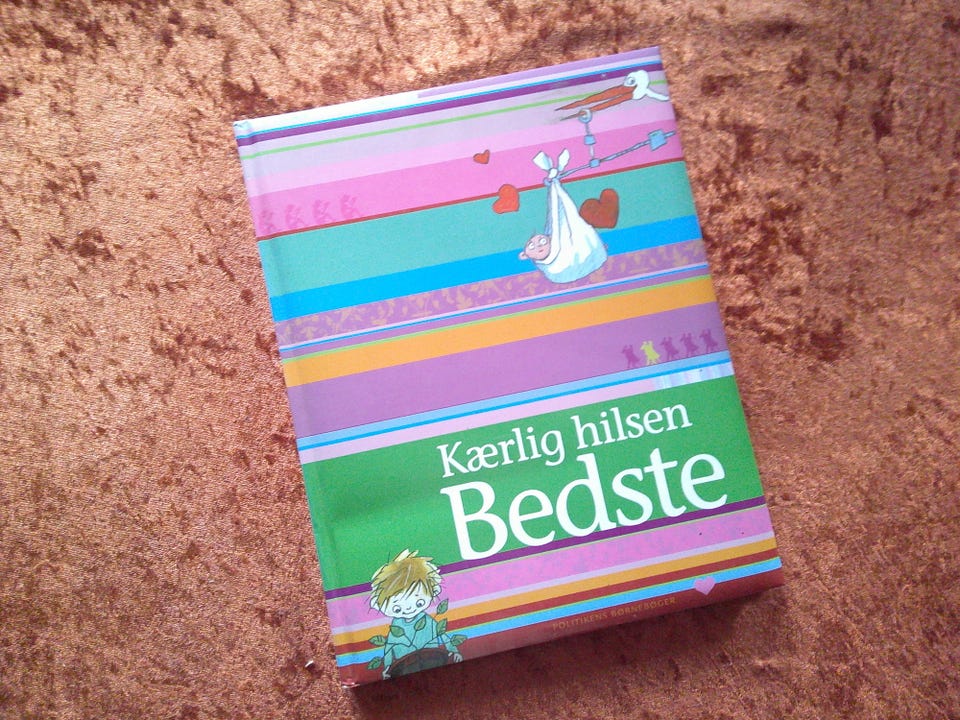 Kærlig hilsen
Bedste
POLITIKENS BØRNEBØGER